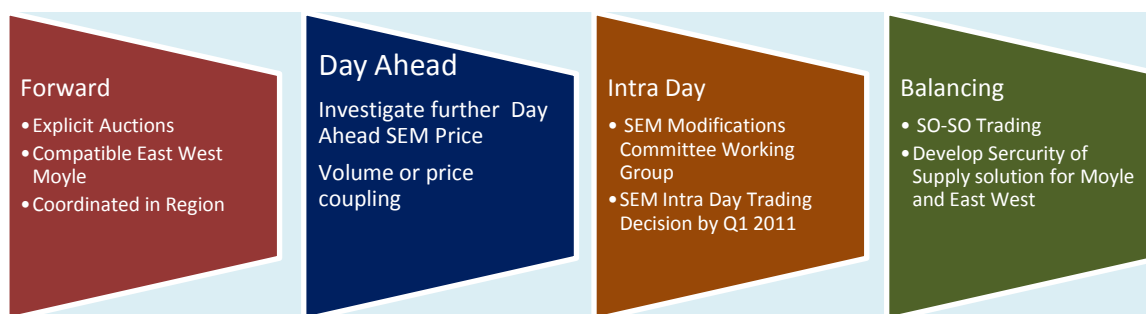 Forward
•Explicit Auctions
•Compatible East West
Moyle
•Coordinated in Region
Day Ahead
Investigate further Day
Ahead SEM Price
Volume or price
coupling
Intra Day
• SEM Modifications
Committee Working
Group
•SEM Intra Day Trading
Decision by Q1 2011
Balancing
• SO-SO Trading
•Develop Sercurity of
Supply solution for Moyle
and East West